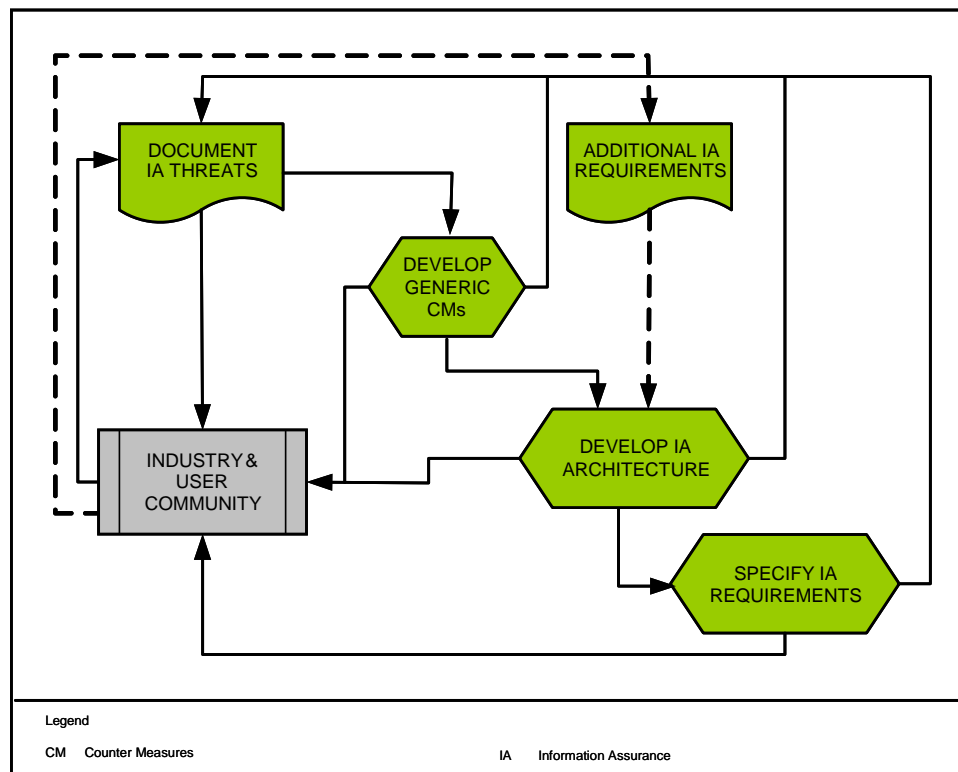 DOCUMENT
IA THREATS
ADDITIONAL IA
REQUIREMENTS
DEVELOP
GENERIC
CMs
DEVELOP IA
ARCHITECTURE
INDUSTRY &
USER
COMMUNITY
SPECIFY IA
REQUIREMENTS
Legend
CM Counter Measures
IA Information Assurance